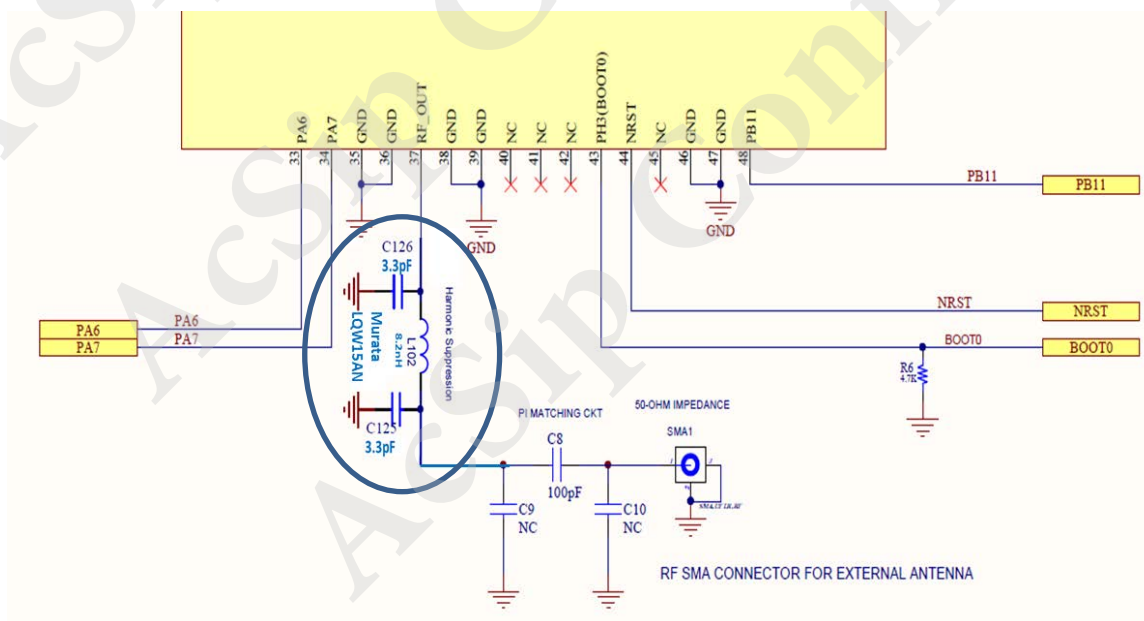 33 PA6
34 PA7
35 GND
36 GND
37 RF_OUT
38 GND
39 GND
40 NC
41 NC
42 NC
43 PH3(BOOT0)
44 NRST
45 NC
46 GND
47 GND
48 PB11
PB11
PB11
GND
GND
C126
3.3pF
Harmonic Suppression
L102
8.2nH
Murata
LQW15AN
C125
3.3pF
NRST
NRST
PA6
PA6
PA7
PA7
BOOT0
BOOT0
R6
4.7K
PI MATCHING CKT
50-OHM IMPEDANCE
SMA1
C8
100pF
1
C9
NC
C10
NC
RF SMA CONNECTOR FOR EXTERNAL ANTENNA
AcSip
AcSip